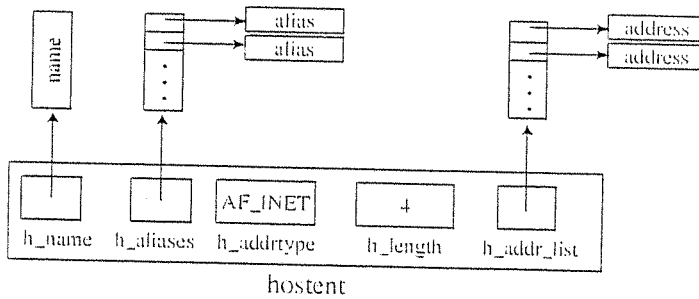 name
alias
alias
address
address
AF_INET
4
h_name
h_aliases
h_addrtype
h_length
h_addr_list
hostent